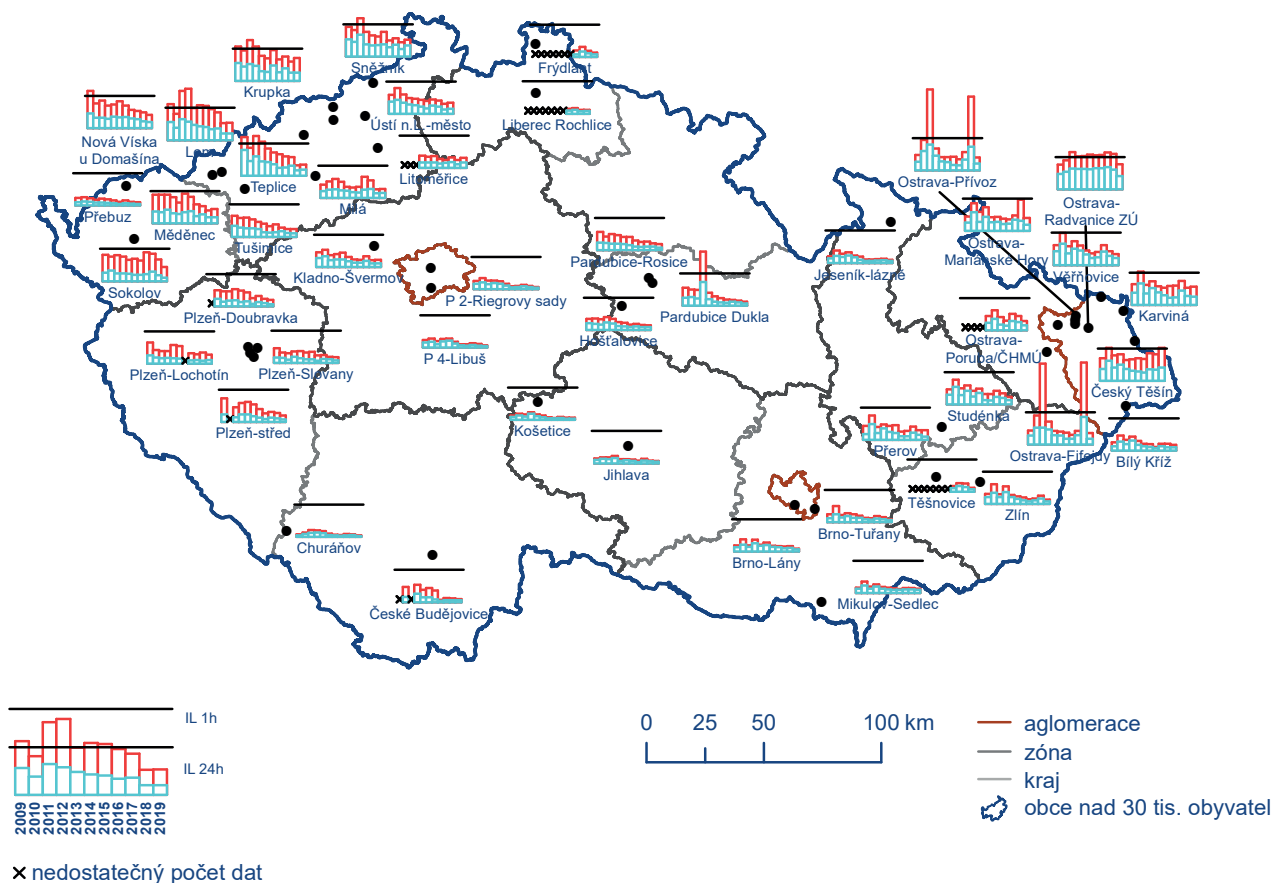 Sněžník
Frýdlant
Krupka
Ústí n.L.-město
Liberec Rochlice
Nová Víska
u Domašína
Lom
Teplice
Litoměřice
Ostrava-Přívoz
Ostrava-
Radvanice ZÚ
Přebuz
Měděnec
Milá
Tušimice
Ostrava-
Mariánské Hory
Věřňovice
Sokolov
Kladno-Švermov
Pardubice-Rosice
Jeseník-lázně
P 2-Riegrovy sady
Pardubice Dukla
Karviná
Plzeň-Doubravka
Hošťalovice
Ostrava-
Poruba/ČHMÚ
Plzeň-Lochotín
Plzeň-Slovany
P 4-Libuš
Český Těšín
Studénka
Košetice
Plzeň-střed
Přerov
Ostrava-Fifejdy
Bílý Kříž
Jihlava
Těšnovice
Zlín
Churáňov
Brno-Tuřany
Brno-Lány
České Budějovice
Mikulov-Sedlec
IL 1h
IL 24h
2009
2010
2011
2012
2013
2014
2015
2016
2017
2018
2019
nedostatečný počet dat
0 25 50 100 km
aglomerace
zóna
kraj
obce nad 30 tis. obyvatel